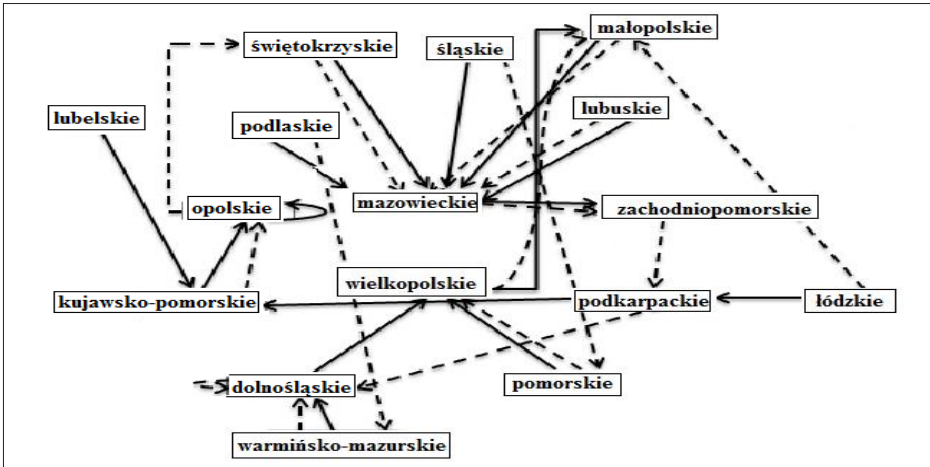 małopolskie
świętokrzyskie
śląskie
lubelskie
podlaskie
lubuskie
opolskie
mazowieckie
zachodniopomorskie
wielkopolskie
kujawsko-pomorskie
podkarpackie
łódzkie
dolnośląskie
pomorskie
warmińsko-mazurskie